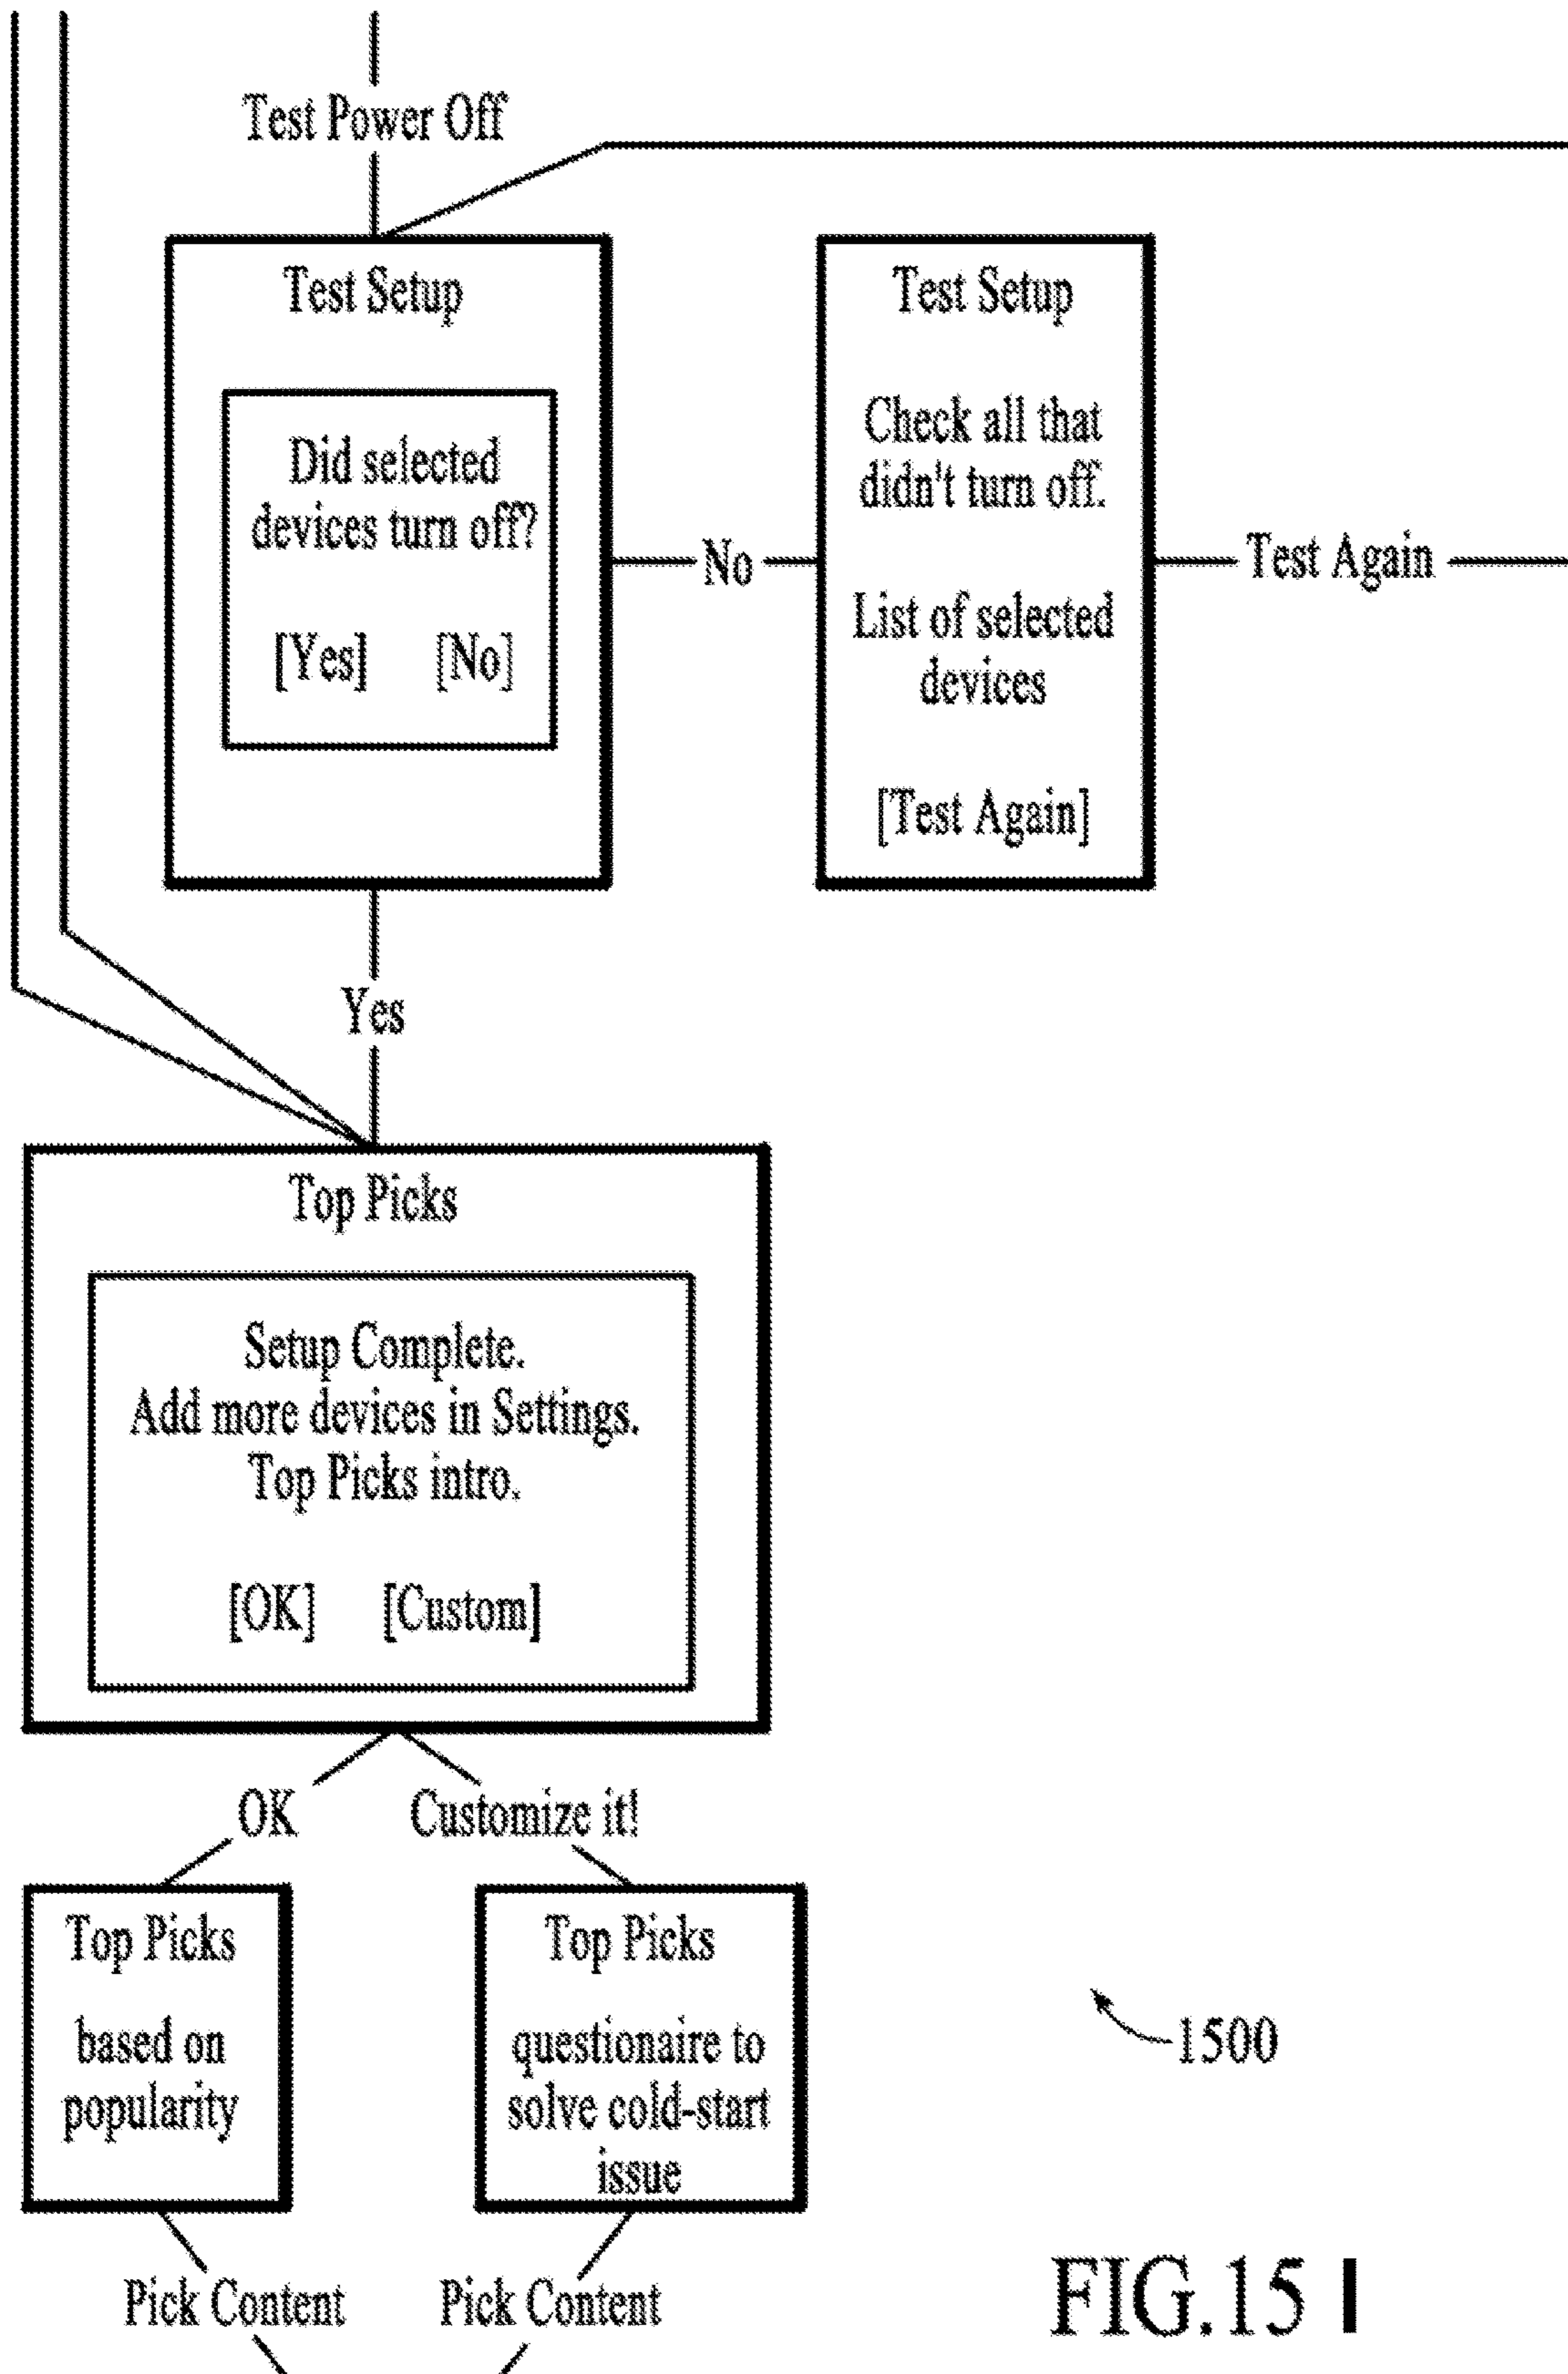 Test Power Off
Test Setup
Did selected
devices turn off?
[Yes] [No]
No
Test Setup
Check all that
didn't turn off.
List of selected
devices
[Test Again]
Test Again
Yes
Top Picks
Setup Complete.
Add more devices in Settings.
Top Picks intro.
[OK] [Custom]
OK
Customize it!
Top Picks
based on
popularity
Top Picks
questionaire to
solve cold-start
issue
Pick Content
Pick Content
1500
FIG.15 I